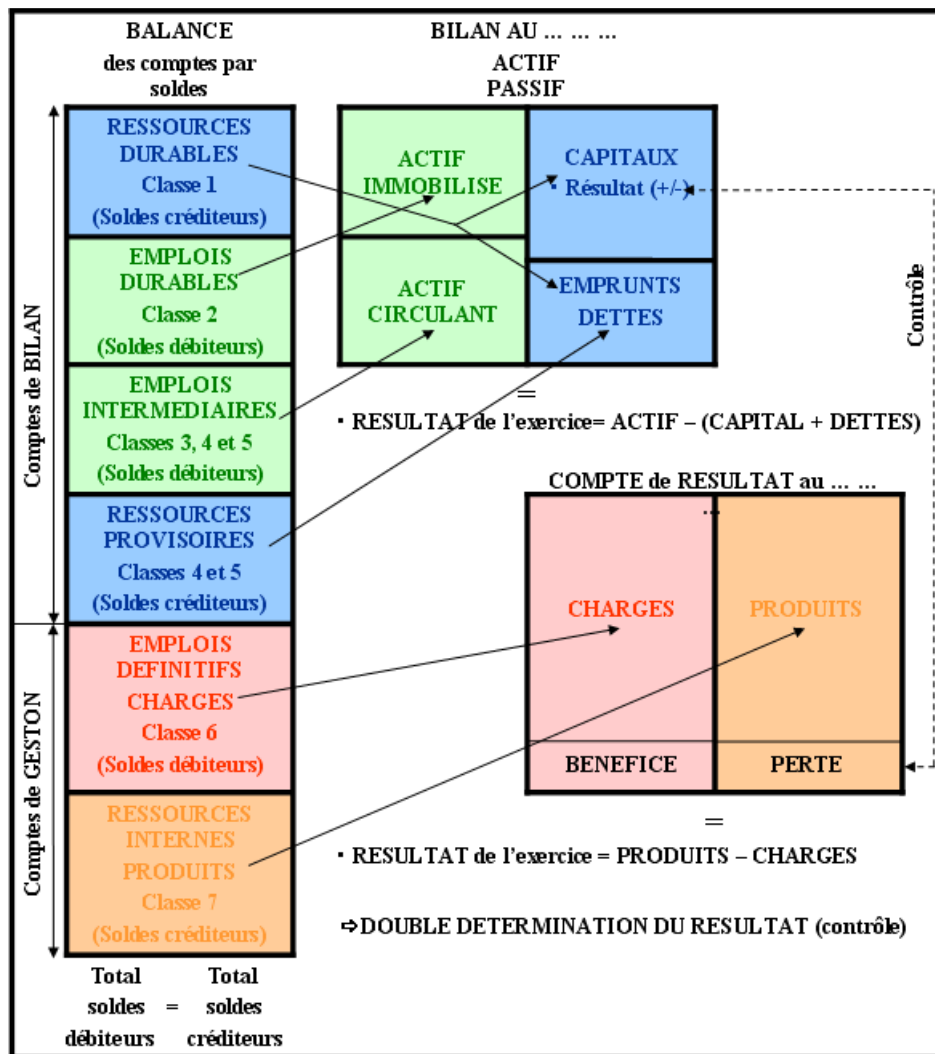 BALANCE
des comptes par
soldes
BILAN AU ... ... ...
ACTIF
PASSIF
Comptes de BILAN
RESSOURCES
DURABLES
Classe 1
(Soldes créditeurs)
EMPLOIS
DURABLES
Classe 2
(Soldes débiteurs)
EMPLOIS
INTERMEDIAIRES
Classes 3, 4 et 5
(Soldes débiteurs)
RESSOURCES
PROVISOIRES
Classes 4 et 5
(Soldes créditeurs)
Comptes de GESTON
EMPLOIS
DEFINITIFS
CHARGES
Classe 6
(Soldes débiteurs)
RESSOURCES
INTERNES
PRODUITS
Classe 7
(Soldes créditeurs)
Total
soldes
débiteurs
=
Total
soldes
créditeurs
ACTIF
IMMOBILISE
ACTIF
CIRCULANT
CAPITAUX
· Résultat (+/-)
EMPRUNTS
DETTES
Contrôle
=
· RESULTAT de l’exercice= ACTIF – (CAPITAL + DETTES)
COMPTE de RESULTAT au ... ...
...
CHARGES
PRODUITS
BENEFICE
PERTE
=
· RESULTAT de l’exercice = PRODUITS – CHARGES
⇨DOUBLE DETERMINATION DU RESULTAT (contrôle)